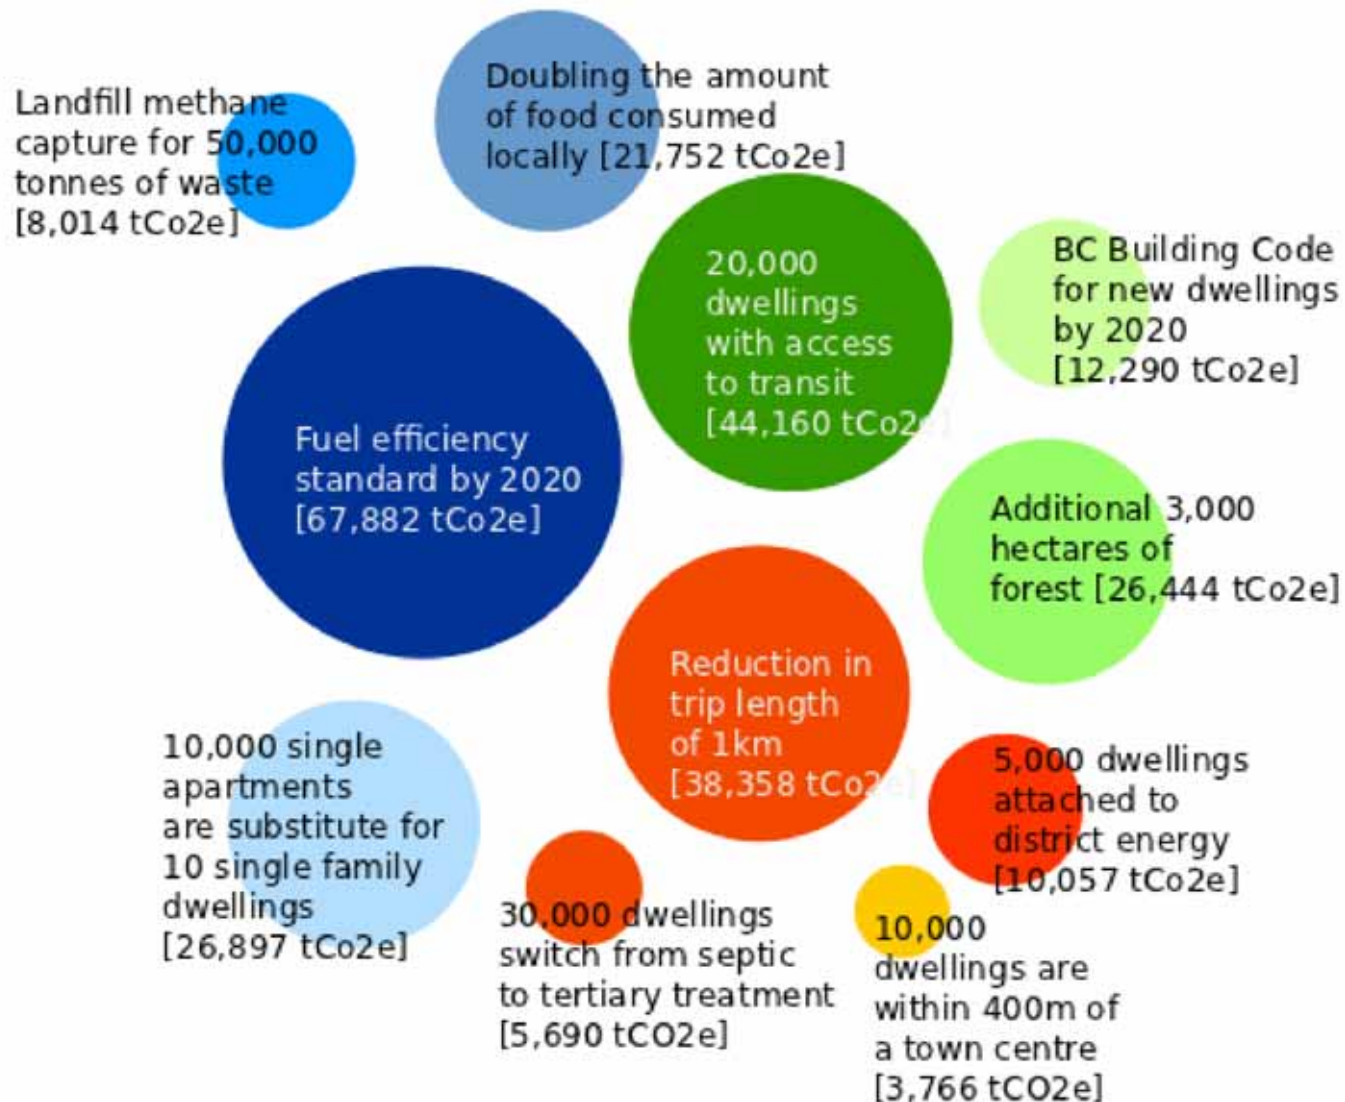 Landfill methane
capture for 50,000
tonnes of waste
[8,014 tCo2e]
Doubling the amount
of food consumed
locally [21,752 tCo2e]
20,000
dwellings
with access
to transit
[44,160 tCo2e]
BC Building Code
for new dwellings
by 2020
[12,290 tCo2e]
Fuel efficiency
standard by 2020
[67,882 tCo2e]
Additional 3,000
hectares of
forest [26,444 tCo2e]
Reduction in
trip length
of 1km
[38,358 tCo2e]
10,000 single
apartments
are substitute for
10 single family
dwellings
[26,897 tCo2e]
5,000 dwellings
attached to
district energy
[10,057 tCo2e]
30,000 dwellings
switch from septic
to tertiary treatment
[5,690 tCO2e]
10,000
dwellings are
within 400m of
a town centre
[3,766 tCO2e]